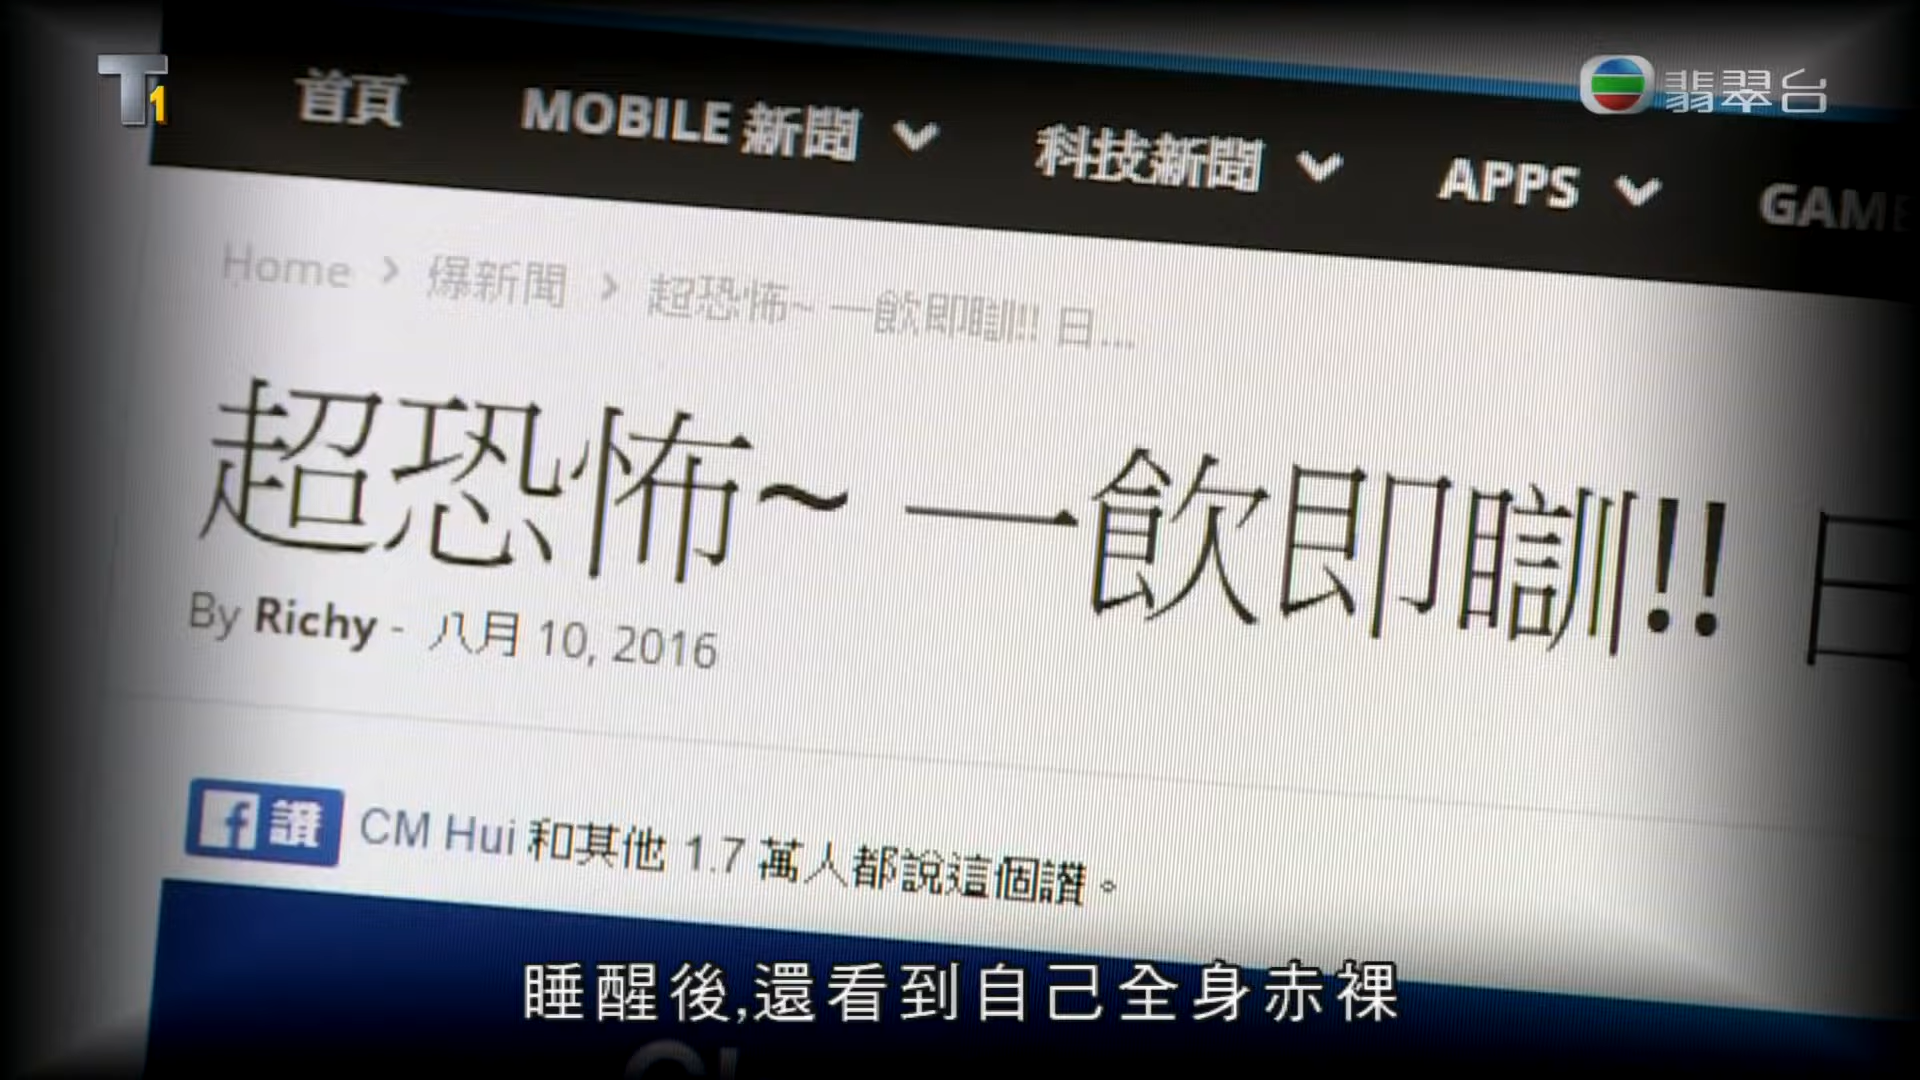 T1
翡翠台
首頁 MOBILE 新聞 科技新聞 APPS GAME
Home > 爆新聞 > 超恐怖~ 一飲即瞓!! 日...
超恐怖~ 一飲即瞓!! 日
By Richy - 八月 10, 2016
讚 CM Hui 和其他 1.7 萬人都說這個讚。
睡醒後,還看到自己全身赤裸